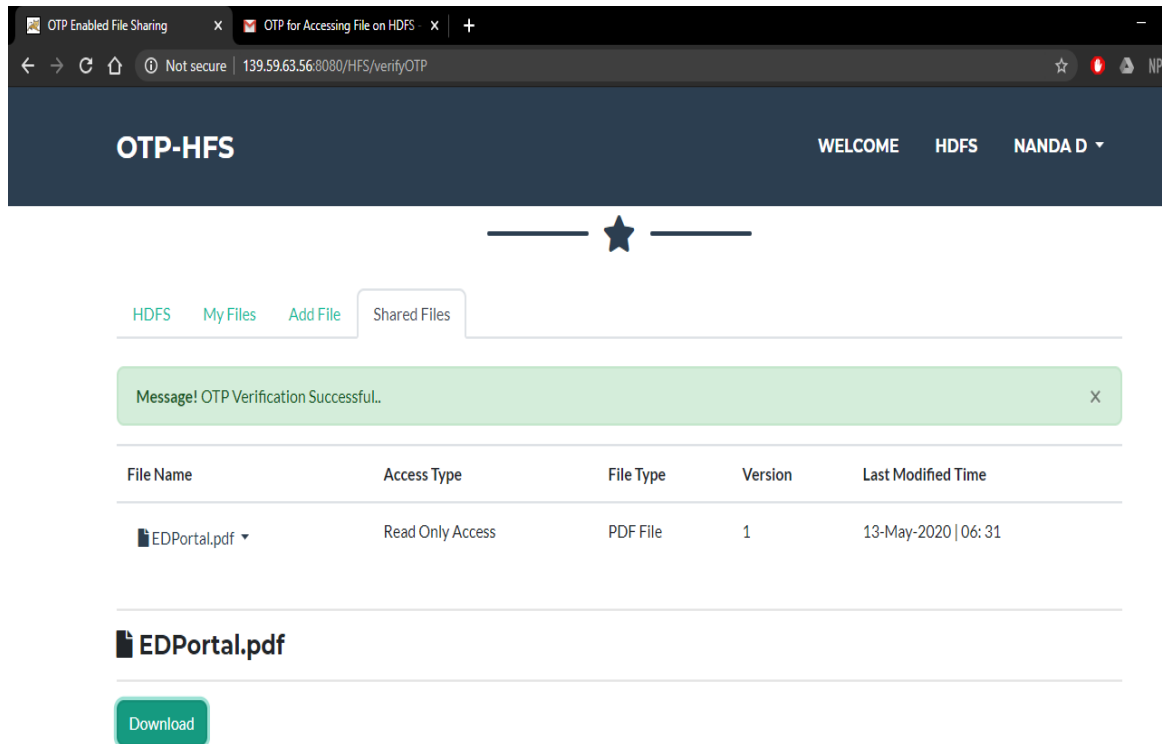 OTP Enabled File Sharing X OTP for Accessing File on HDFS - X +
Not secure | 139.59.63.56:8080/HFS/verifyOTP NP
OTP-HFS WELCOME HDFS NANDA D
HDFS My Files Add File Shared Files
Message! OTP Verification Successful.. X
File Name Access Type File Type Version Last Modified Time
EDPortal.pdf Read Only Access PDF File 1 13-May-2020 | 06: 31
EDPortal.pdf
Download